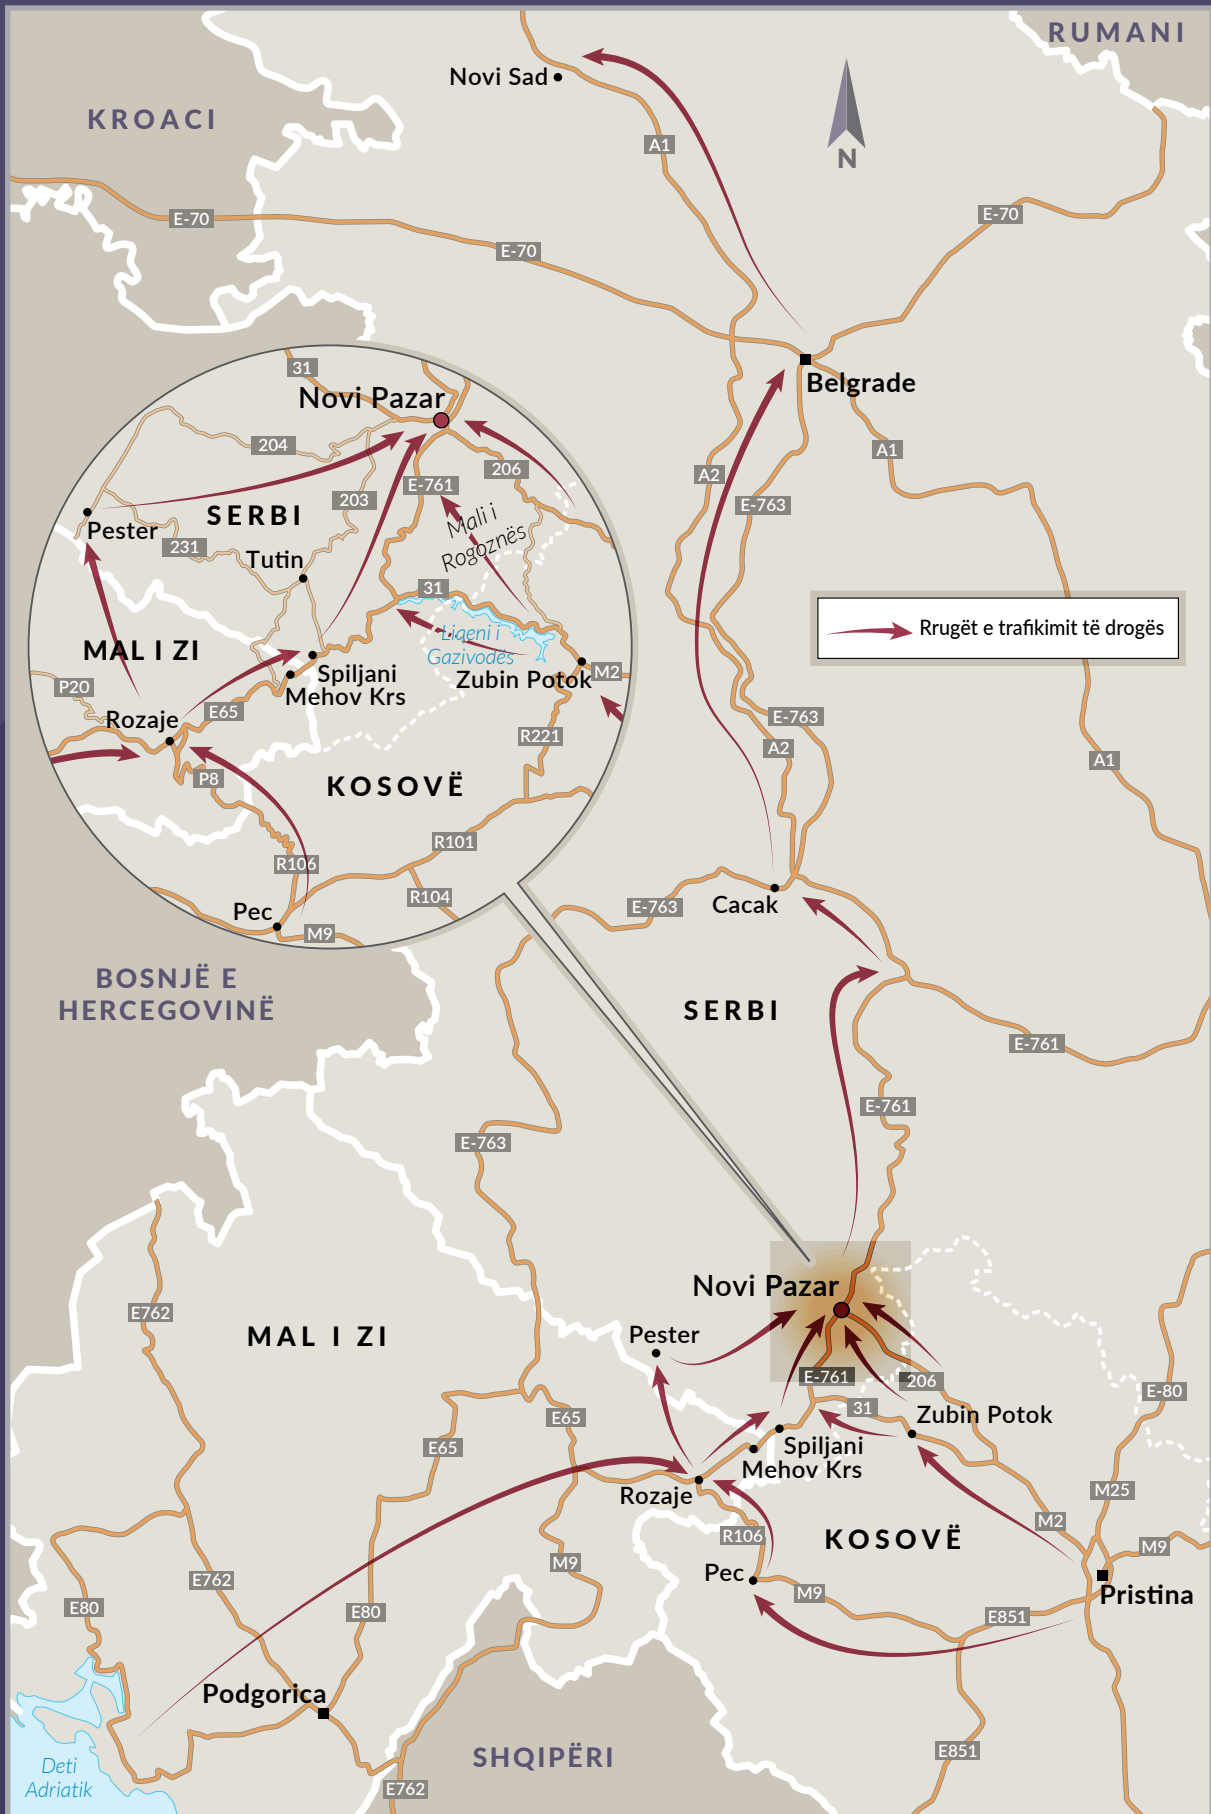 RUMANI
Novi Sad
KROACI
A1
N
E-70
E-70
E-70
Belgrade
A1
A2
E-763
31
Novi Pazar
204
206
E-761
203
SERBI
Mali i
Rogoznës
Pester
231
Tutin
31
Liqeni i
Gazivodës
MAL I ZI
Spiljani
Mehov Krs
Zubin Potok
M2
P20
Rozaje
E65
R221
P8
KOSOVË
R101
R106
R104
Pec
M9
Rrugët e trafikimit të drogës
E-763
A2
A1
E-763
Cacak
BOSNJË E
HERCEGOVINË
SERBI
E-761
E-761
E-763
Novi Pazar
E762
MAL I ZI
Pester
E-761
206
E-80
31
Zubin Potok
E65
E65
Spiljani
Mehov Krs
Rozaje
M25
M2
R106
KOSOVË
M9
M9
Pec
M9
E762
E80
E80
E851
Pristina
Podgorica
SHQIPËRI
E851
Deti
Adriatik
E762